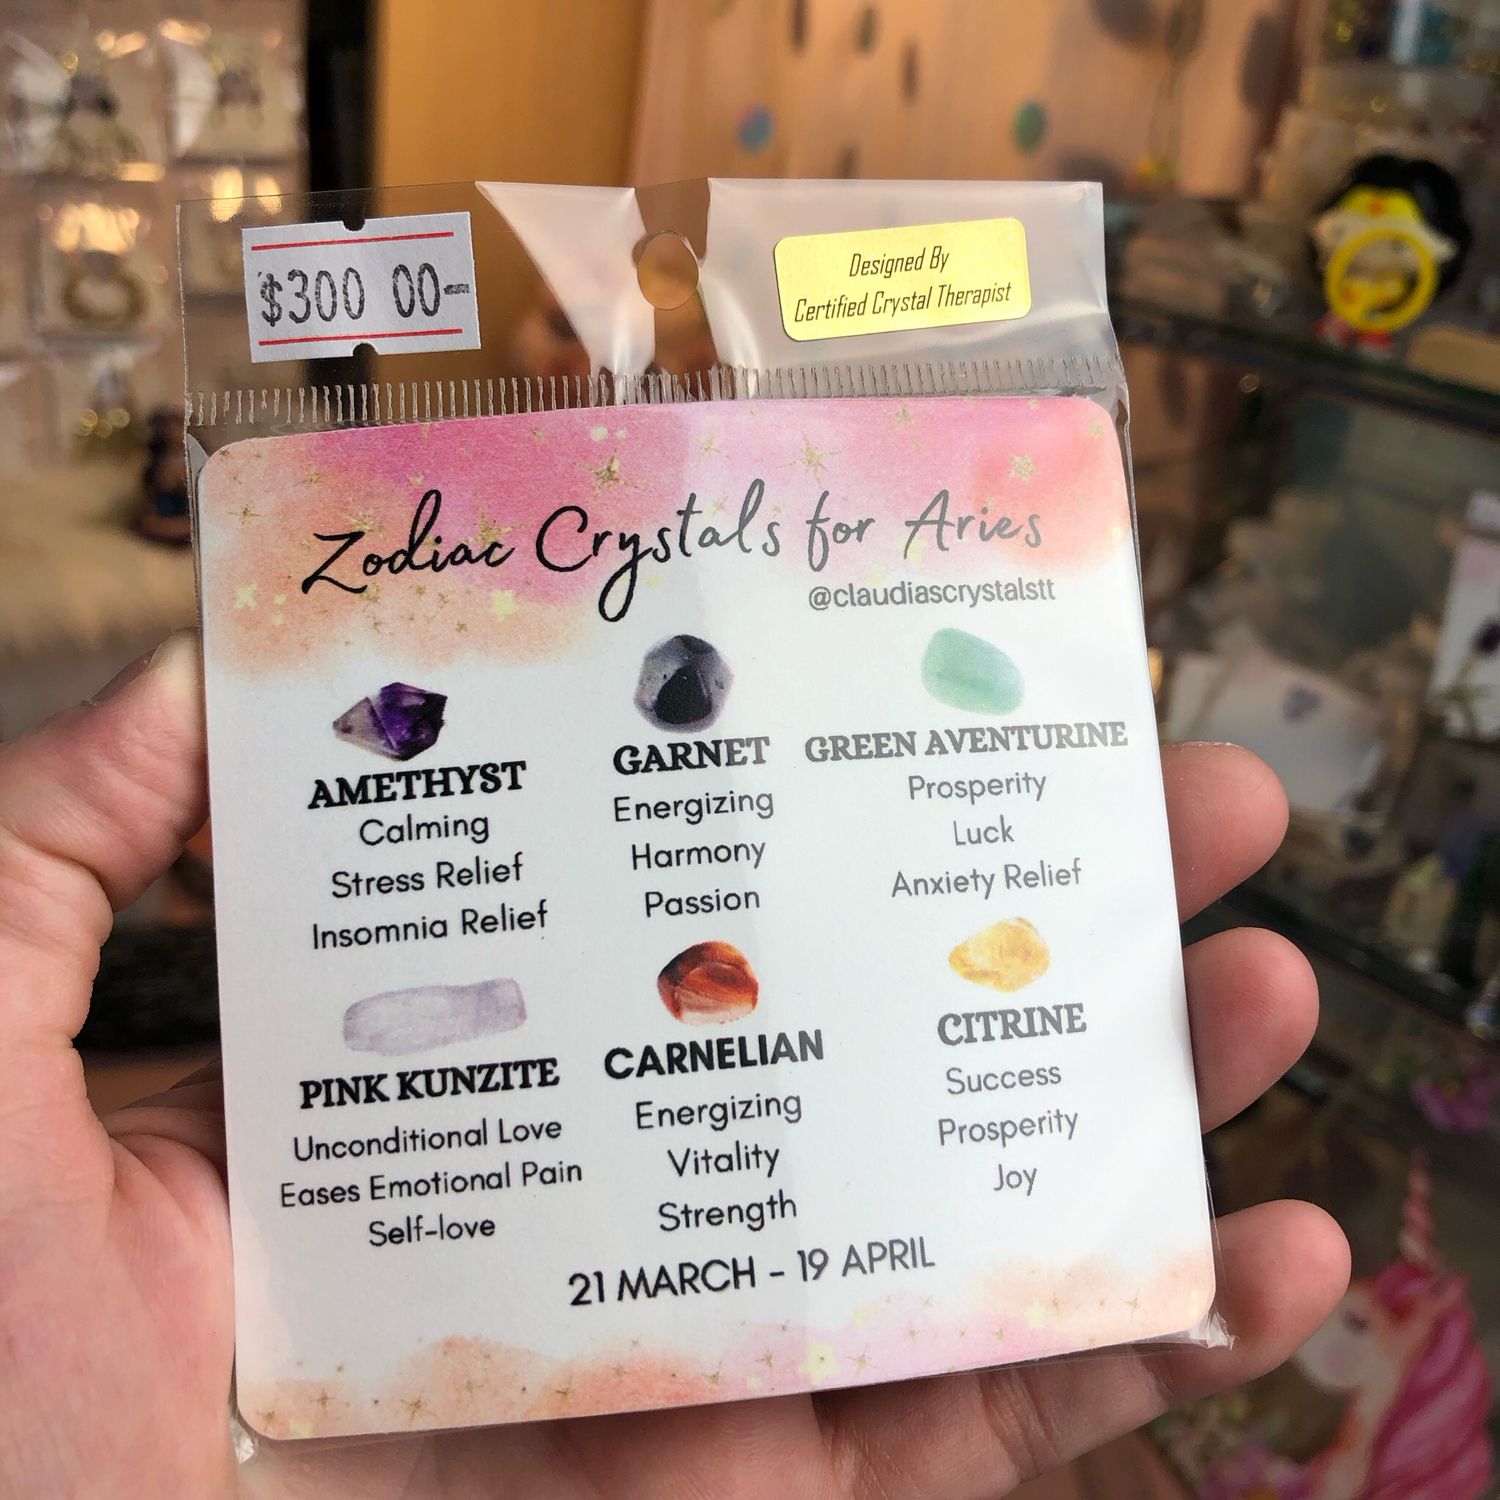 $300 00-
Designed By
Certified Crystal Therapist
Zodiac Crystals for Aries
@claudiascrystalstt
AMETHYST
Calming
Stress Relief
Insomnia Relief
GARNET
Energizing
Harmony
Passion
GREEN AVENTURINE
Prosperity
Luck
Anxiety Relief
PINK KUNZITE
Unconditional Love
Eases Emotional Pain
Self-love
CARNELIAN
Energizing
Vitality
Strength
CITRINE
Success
Prosperity
Joy
21 MARCH - 19 APRIL